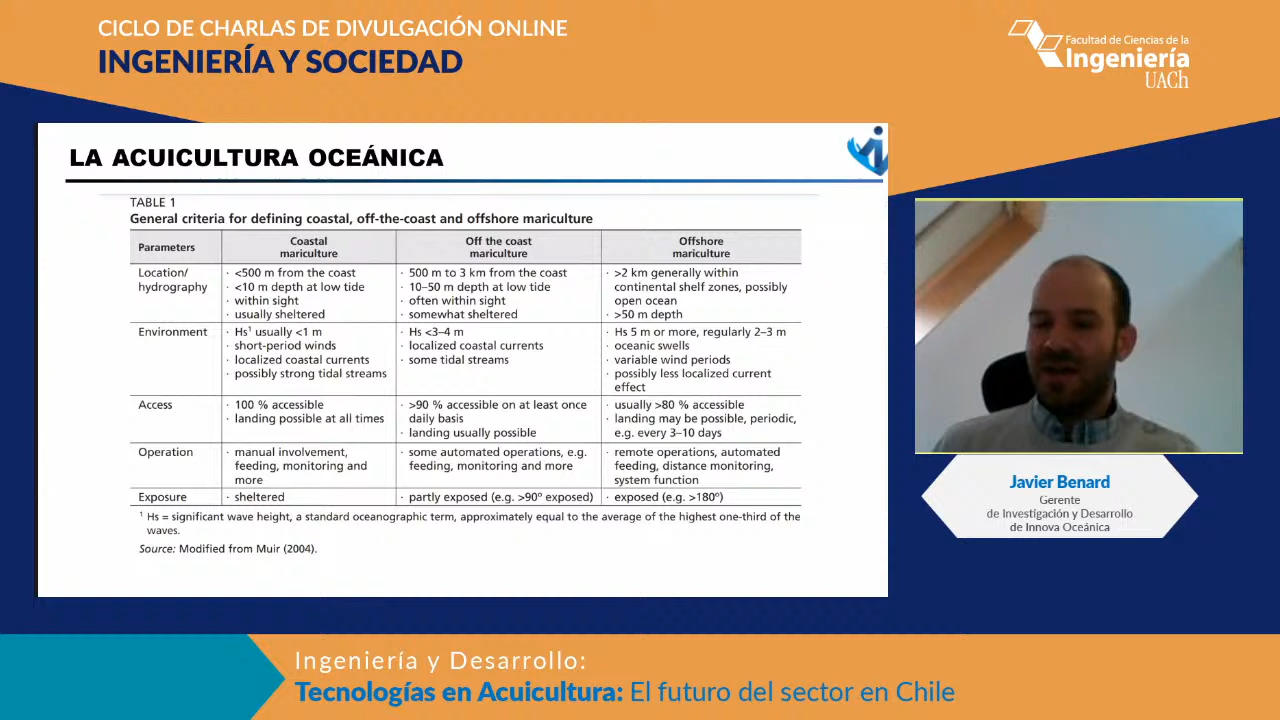 CICLO DE CHARLAS DE DIVULGACIÓN ONLINE
INGENIERÍA Y SOCIEDAD
Facultad de Ciencias de la
Ingeniería
UACh
LA ACUICULTURA OCEÁNICA
TABLE 1
General criteria for defining coastal, off-the-coast and offshore mariculture
Parameters
Coastal
mariculture
Off the coast
mariculture
Offshore
mariculture
Location/
hydrography
· <500 m from the coast
· <10 m depth at low tide
· within sight
· usually sheltered
· 500 m to 3 km from the coast
· 10–50 m depth at low tide
· often within sight
· somewhat sheltered
· >2 km generally within
continental shelf zones, possibly
open ocean
· >50 m depth
Environment
· Hs¹ usually <1 m
· short-period winds
· localized coastal currents
· possibly strong tidal streams
· Hs <3–4 m
· localized coastal currents
· some tidal streams
· Hs 5 m or more, regularly 2–3 m
· oceanic swells
· variable wind periods
· possibly less localized current
effect
Access
· 100 % accessible
· landing possible at all times
· >90 % accessible on at least once
daily basis
· landing usually possible
· usually >80 % accessible
· landing may be possible, periodic,
e.g. every 3–10 days
Operation
· manual involvement,
feeding, monitoring and
more
· some automated operations, e.g.
feeding, monitoring and more
· remote operations, automated
feeding, distance monitoring,
system function
Exposure
· sheltered
· partly exposed (e.g. >90º exposed)
· exposed (e.g. >180º)
¹ Hs = significant wave height, a standard oceanographic term, approximately equal to the average of the highest one-third of the
waves.
Source: Modified from Muir (2004).
Javier Benard
Gerente
de Investigación y Desarrollo
de Innova Oceánica
Ingeniería y Desarrollo:
Tecnologías en Acuicultura: El futuro del sector en Chile